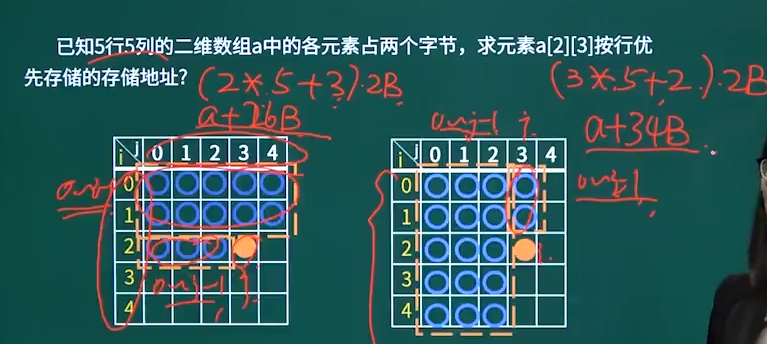 已知5行5列的二维数组a中的各元素占两个字节，求元素a[2][3]按行优
先存储的存储地址?
(2*5+3)·2B
(3*5+2)·2B
a+26B
a+34B
0~j-1 j
i j 0 1 2 3 4
0
1
2
3
4
0~j-1 j
i j 0 1 2 3 4
0
1
2
3
4
i
0~i-1